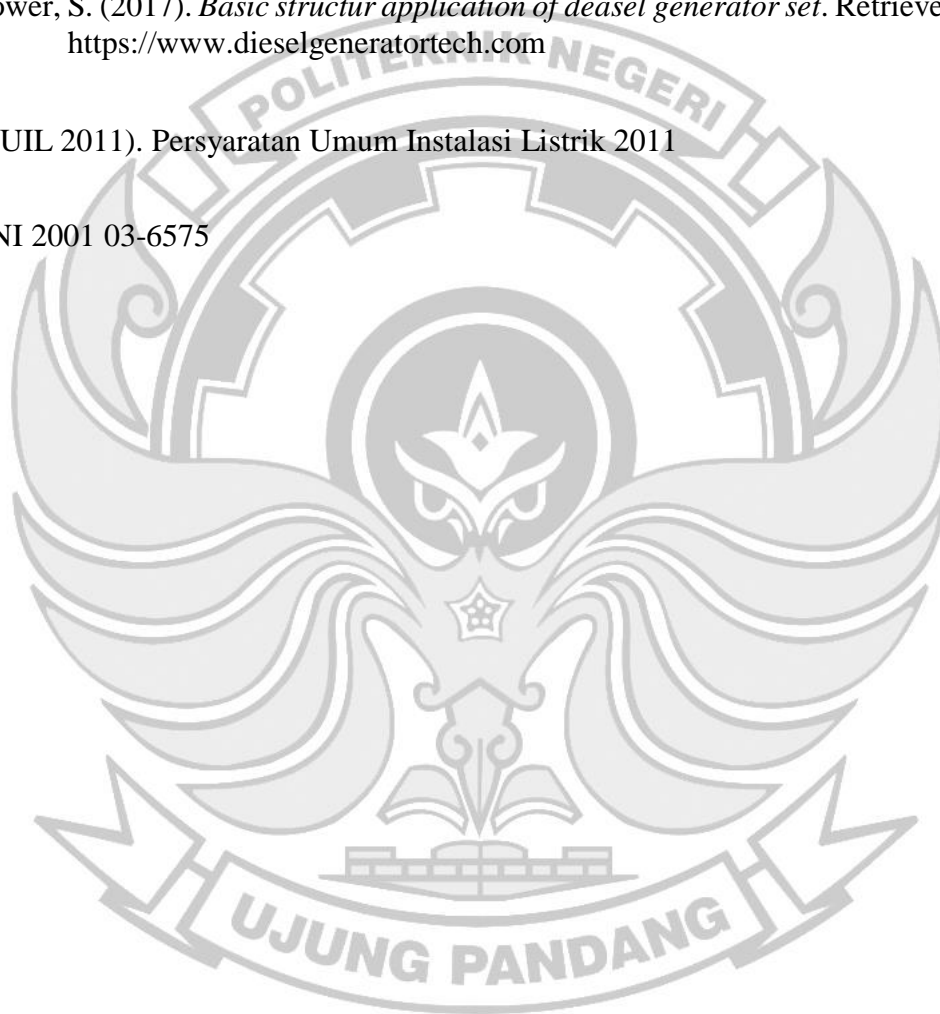 ower, S. (2017). Basic structur application of deasel generator set. Retrieve
https://www.dieselgeneratortech.com
POLITEKNIK NEGERI
UIL 2011). Persyaratan Umum Instalasi Listrik 2011
NI 2001 03-6575
UJUNG PANDANG